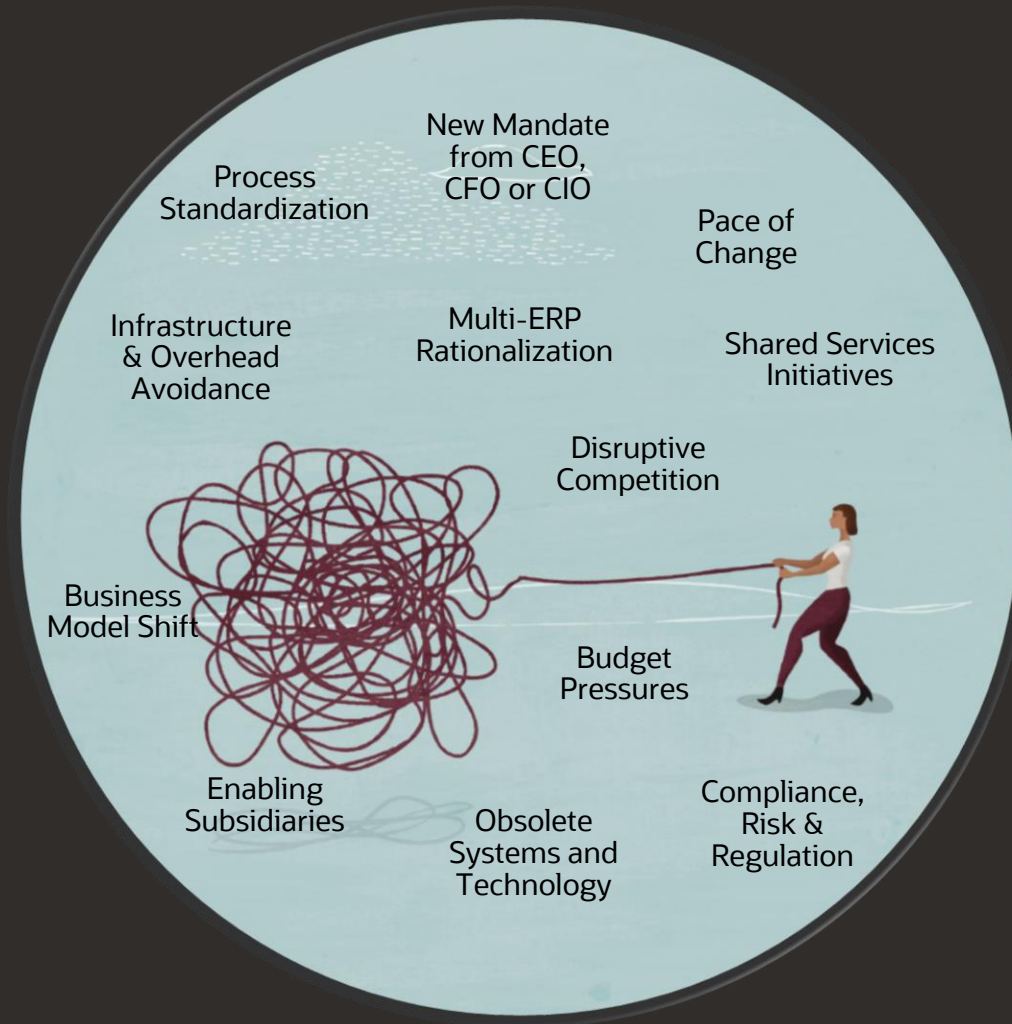 New Mandate
from CEO,
CFO or CIO
Process
Standardization
Pace of
Change
Infrastructure
& Overhead
Avoidance
Multi-ERP
Rationalization
Shared Services
Initiatives
Disruptive
Competition
Business
Model Shift
Budget
Pressures
Enabling
Subsidiaries
Obsolete
Systems and
Technology
Compliance,
Risk &
Regulation